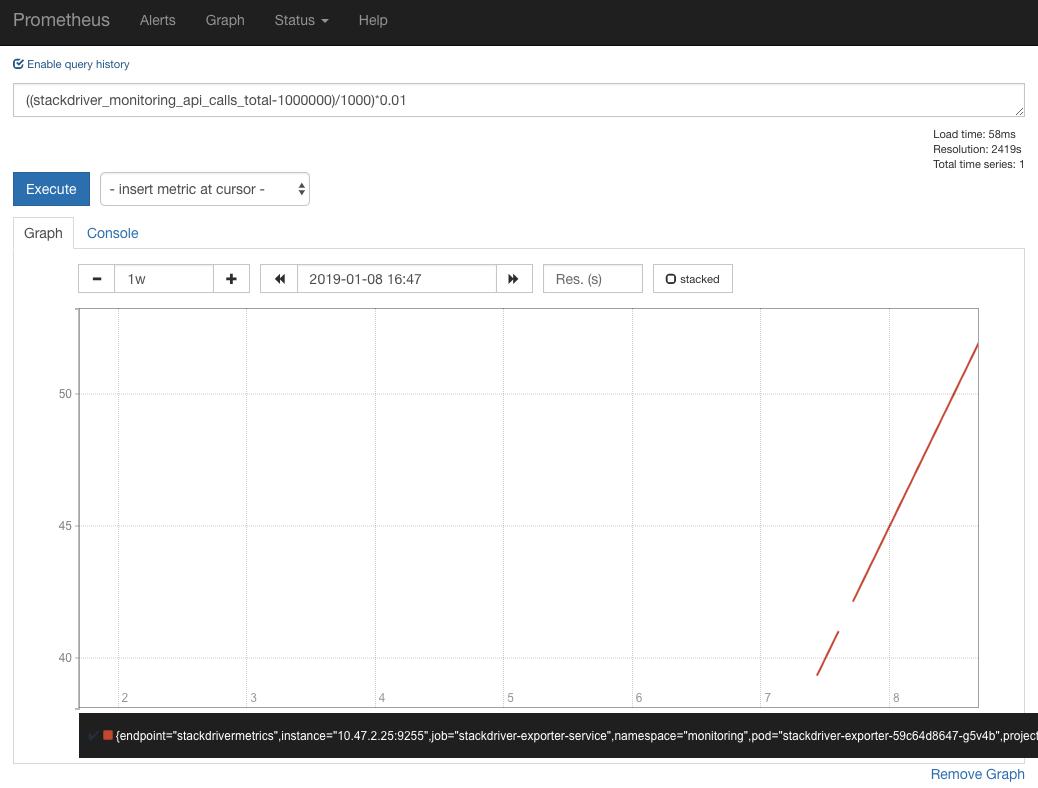 Prometheus Alerts Graph Status Help
Enable query history
((stackdriver_monitoring_api_calls_total-1000000)/1000)*0.01
Load time: 58ms
Resolution: 2419s
Total time series: 1
Execute - insert metric at cursor -
Graph Console
1w 2019-01-08 16:47 Res. (s) stacked
50
45
40
2 3 4 5 6 7 8
{endpoint="stackdrivermetrics",instance="10.47.2.25:9255",job="stackdriver-exporter-service",namespace="monitoring",pod="stackdriver-exporter-59c64d8647-g5v4b",project
Remove Graph